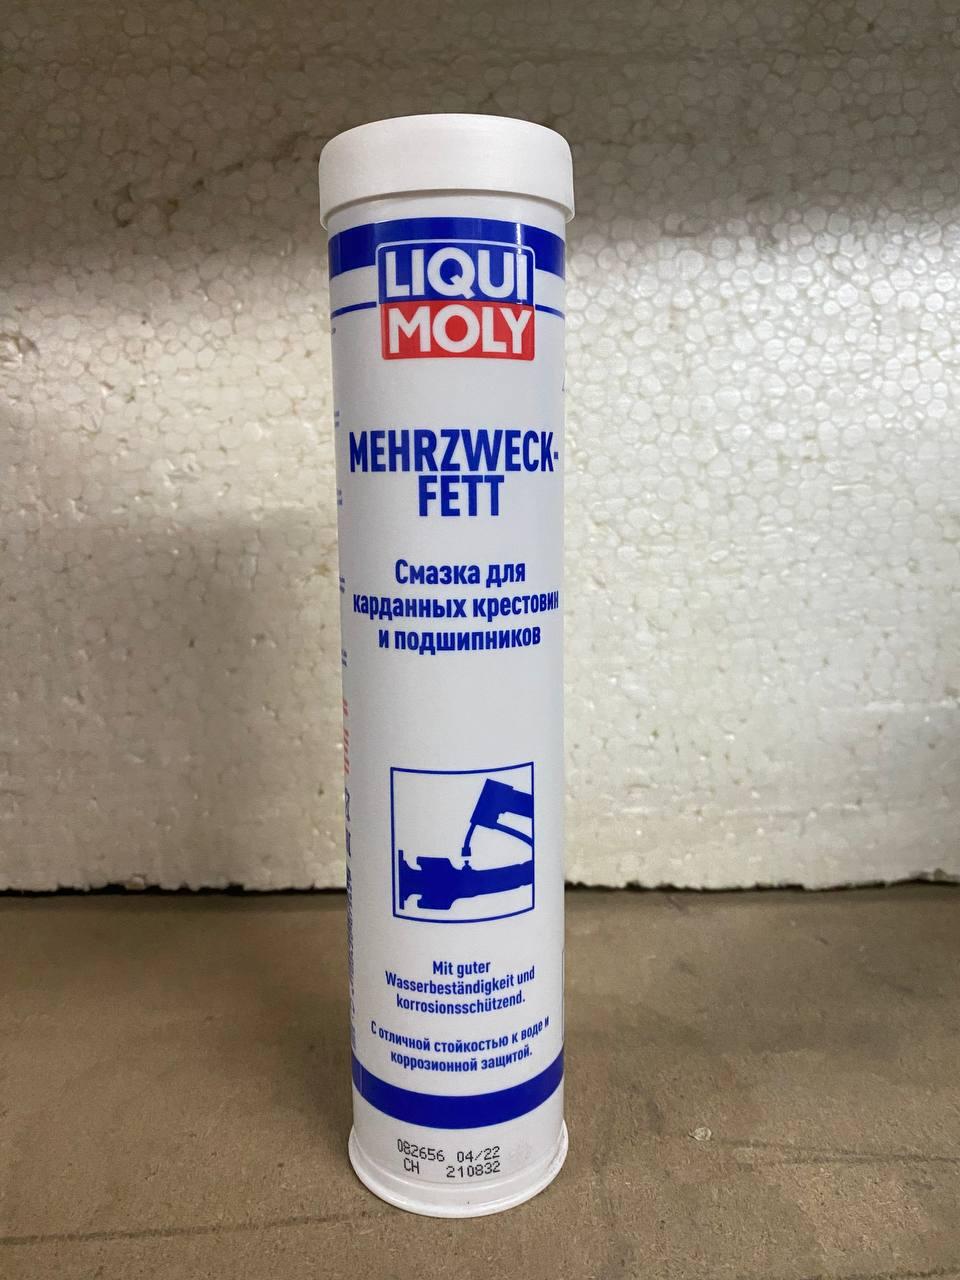 LIQUI
MOLY
MEHRZWECK-
FETT
Смазка для
карданных крестовин
и подшипников
Mit guter
Wasserbeständigkeit und
korrosionsschützend.
С отличной стойкостью к воде и
коррозионной защитой.
082656 04/22
CH 210832